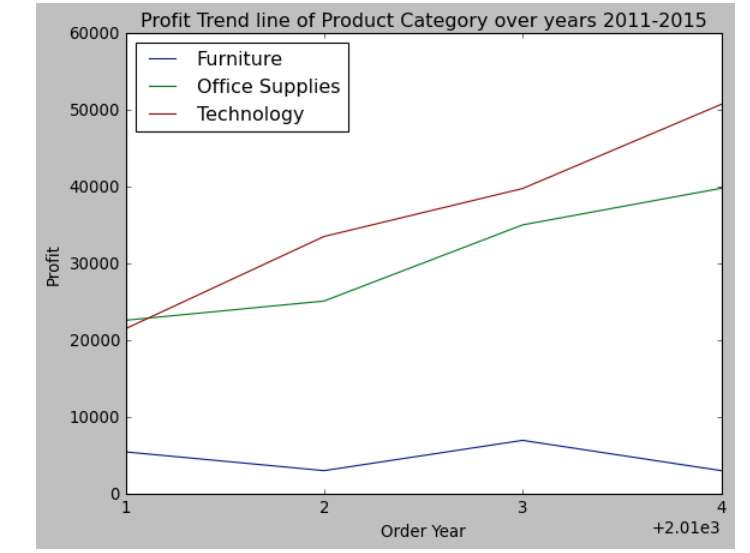 Profit Trend line of Product Category over years 2011-2015
60000
50000
40000
30000
20000
10000
0
Profit
Furniture
Office Supplies
Technology
1 2 3 4
Order Year
+2.01e3